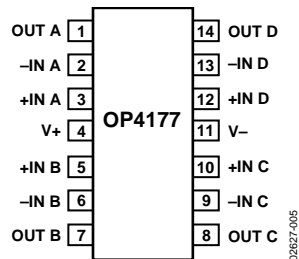 OUT A 1 14 OUT D
–IN A 2 13 –IN D
+IN A 3 12 +IN D
V+ 4 OP4177 11 V–
+IN B 5 10 +IN C
–IN B 6 9 –IN C
OUT B 7 8 OUT C
02627-005